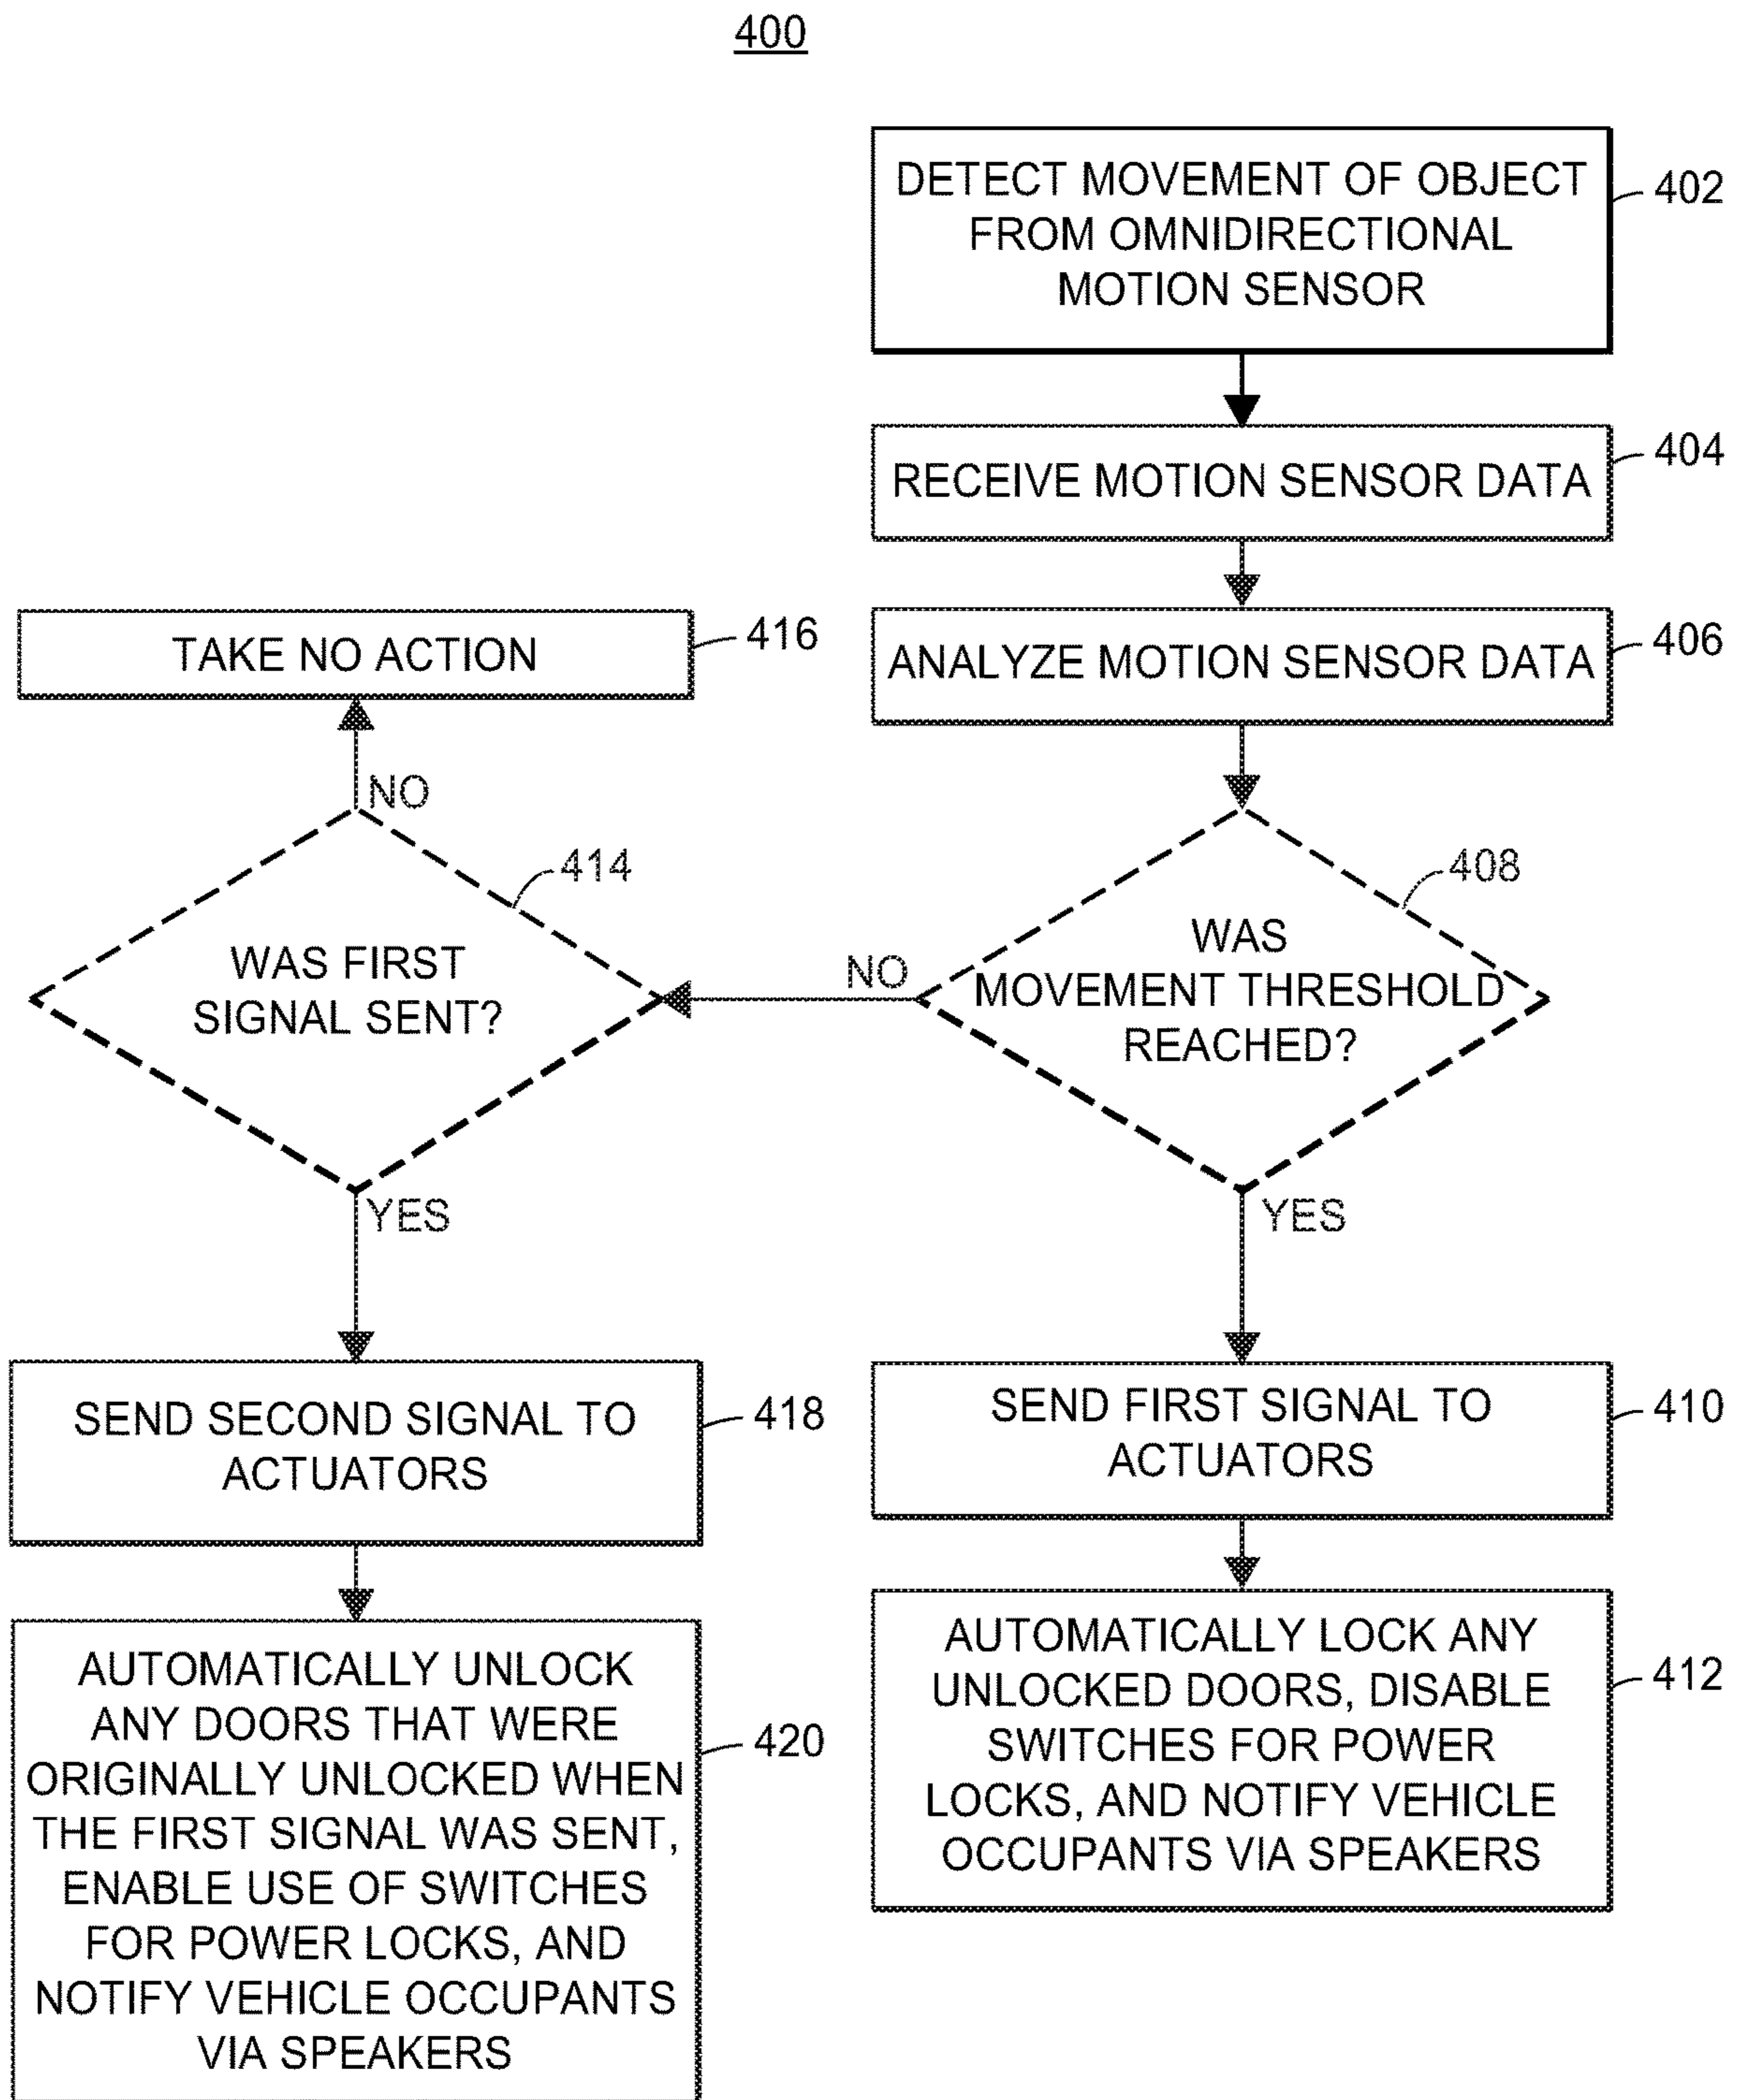 400
DETECT MOVEMENT OF OBJECT
FROM OMNIDIRECTIONAL
MOTION SENSOR
402
RECEIVE MOTION SENSOR DATA
404
ANALYZE MOTION SENSOR DATA
406
WAS
MOVEMENT THRESHOLD
REACHED?
408
NO
YES
SEND FIRST SIGNAL TO
ACTUATORS
410
AUTOMATICALLY LOCK ANY
UNLOCKED DOORS, DISABLE
SWITCHES FOR POWER
LOCKS, AND NOTIFY VEHICLE
OCCUPANTS VIA SPEAKERS
412
WAS FIRST
SIGNAL SENT?
414
NO
TAKE NO ACTION
416
YES
SEND SECOND SIGNAL TO
ACTUATORS
418
AUTOMATICALLY UNLOCK
ANY DOORS THAT WERE
ORIGINALLY UNLOCKED WHEN
THE FIRST SIGNAL WAS SENT,
ENABLE USE OF SWITCHES
FOR POWER LOCKS, AND
NOTIFY VEHICLE OCCUPANTS
VIA SPEAKERS
420